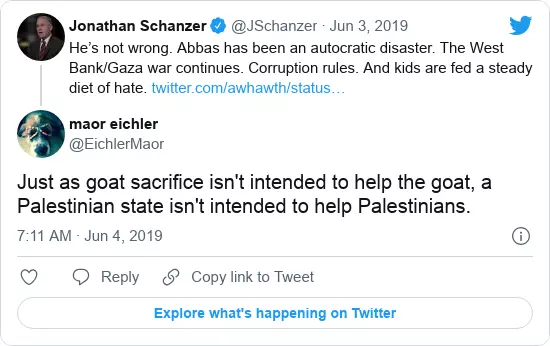 Jonathan Schanzer @JSchanzer · Jun 3, 2019
He’s not wrong. Abbas has been an autocratic disaster. The West
Bank/Gaza war continues. Corruption rules. And kids are fed a steady
diet of hate. twitter.com/awhawth/status…
maor eichler
@EichlerMaor
Just as goat sacrifice isn't intended to help the goat, a
Palestinian state isn't intended to help Palestinians.
7:11 AM · Jun 4, 2019
Reply Copy link to Tweet
Explore what's happening on Twitter